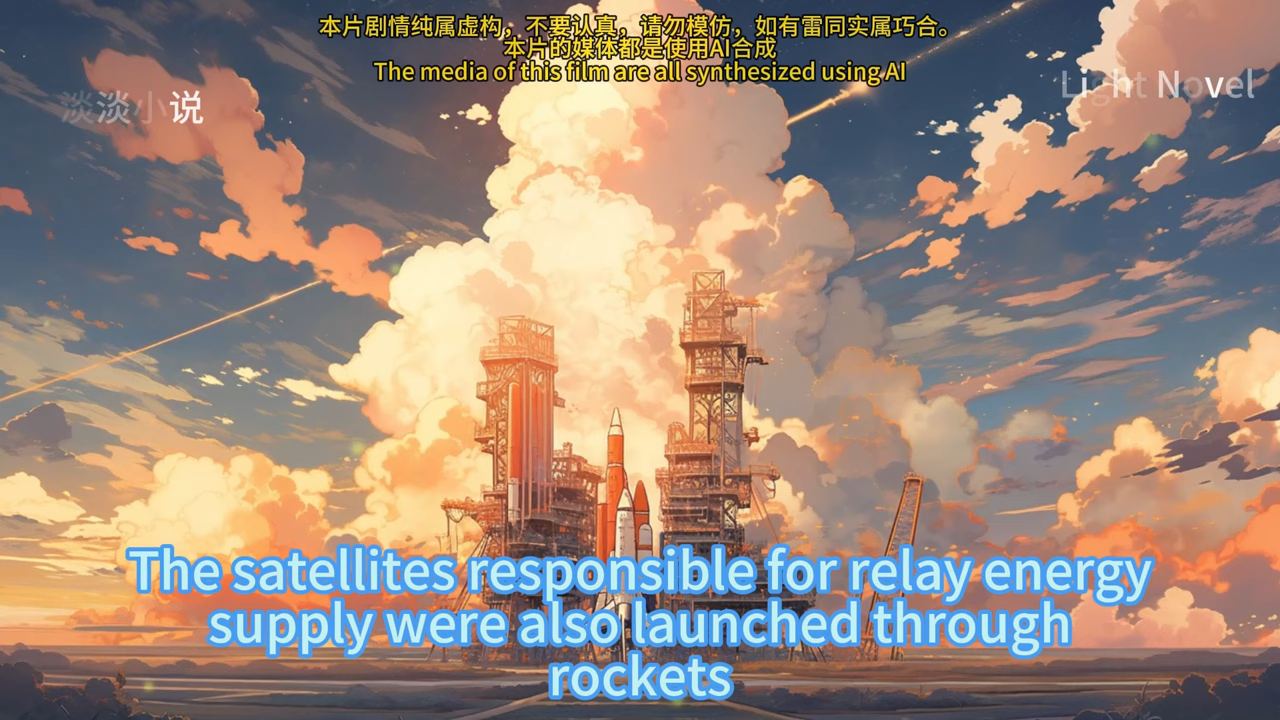 本片剧情纯属虚构，不要认真，请勿模仿，如有雷同实属巧合。
本片的媒体都是使用AI合成
The media of this film are all synthesized using AI
淡淡小说
Light Novel
The satellites responsible for relay energy
supply were also launched through
rockets